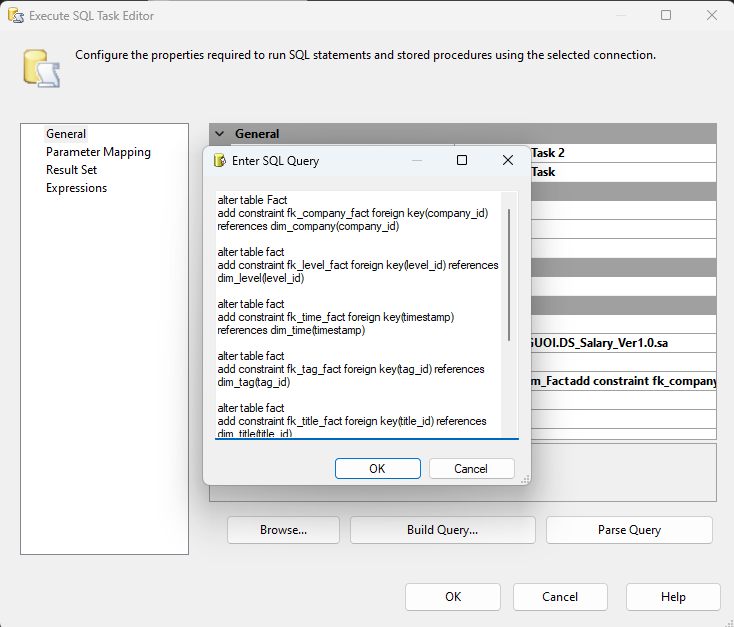 Execute SQL Task Editor
Configure the properties required to run SQL statements and stored procedures using the selected connection.
General
Parameter Mapping
Result Set
Expressions
General
Task 2
Task
UOI.DS_Salary_Ver1.0.sa
m_Factadd constraint fk_company
Enter SQL Query
alter table Fact
add constraint fk_company_fact foreign key(company_id)
references dim_company(company_id)
alter table fact
add constraint fk_level_fact foreign key(level_id) references
dim_level(level_id)
alter table fact
add constraint fk_time_fact foreign key(timestamp)
references dim_time(timestamp)
alter table fact
add constraint fk_tag_fact foreign key(tag_id) references
dim_tag(tag_id)
alter table fact
add constraint fk_title_fact foreign key(title_id) references
dim_title(title_id)
OK
Cancel
Browse...
Build Query...
Parse Query
OK
Cancel
Help